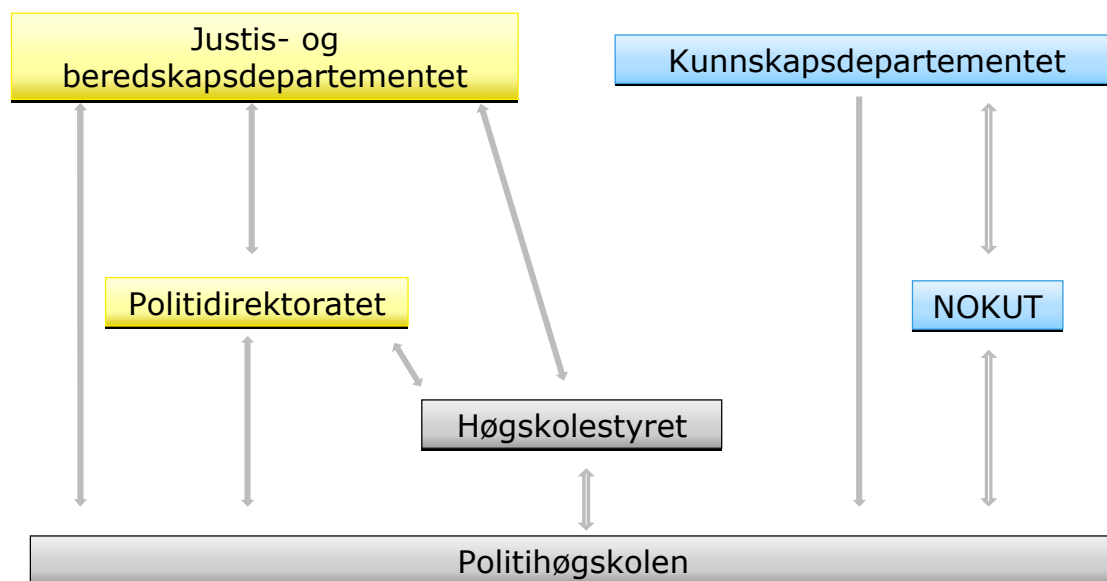 Justis- og
beredskapsdepartementet
Kunnskapsdepartementet
Politidirektoratet
NOKUT
Høgskolestyret
Politihøgskolen